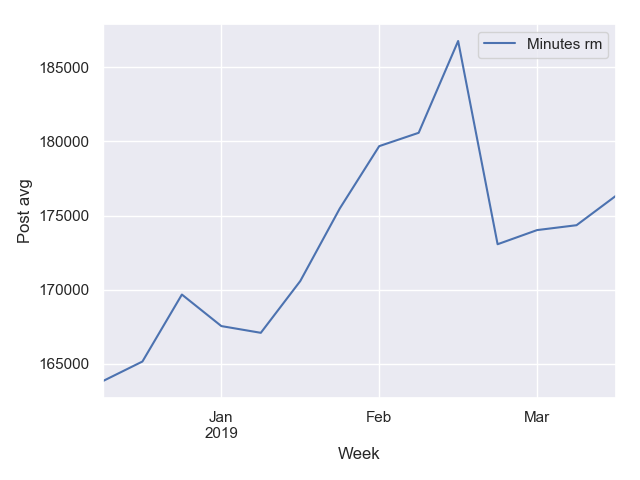 Minutes rm
185000
180000
175000
170000
165000
Post avg
Jan
2019
Feb
Mar
Week